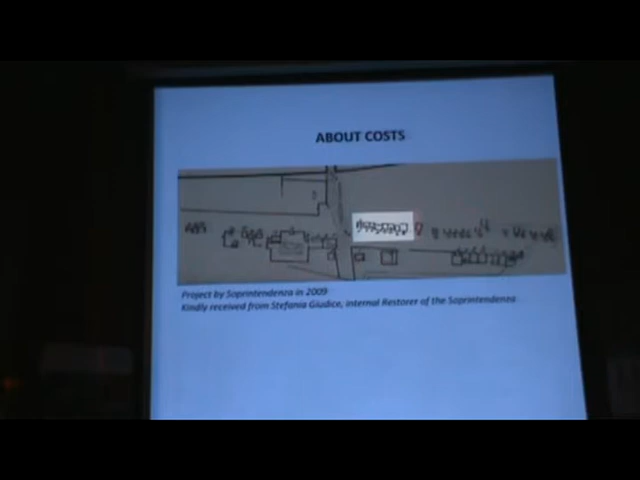 ABOUT COSTS
Project by Soprintendenza in 2009
Kindly received from Stefania Giudice, internal Restorer of the Soprintendenza